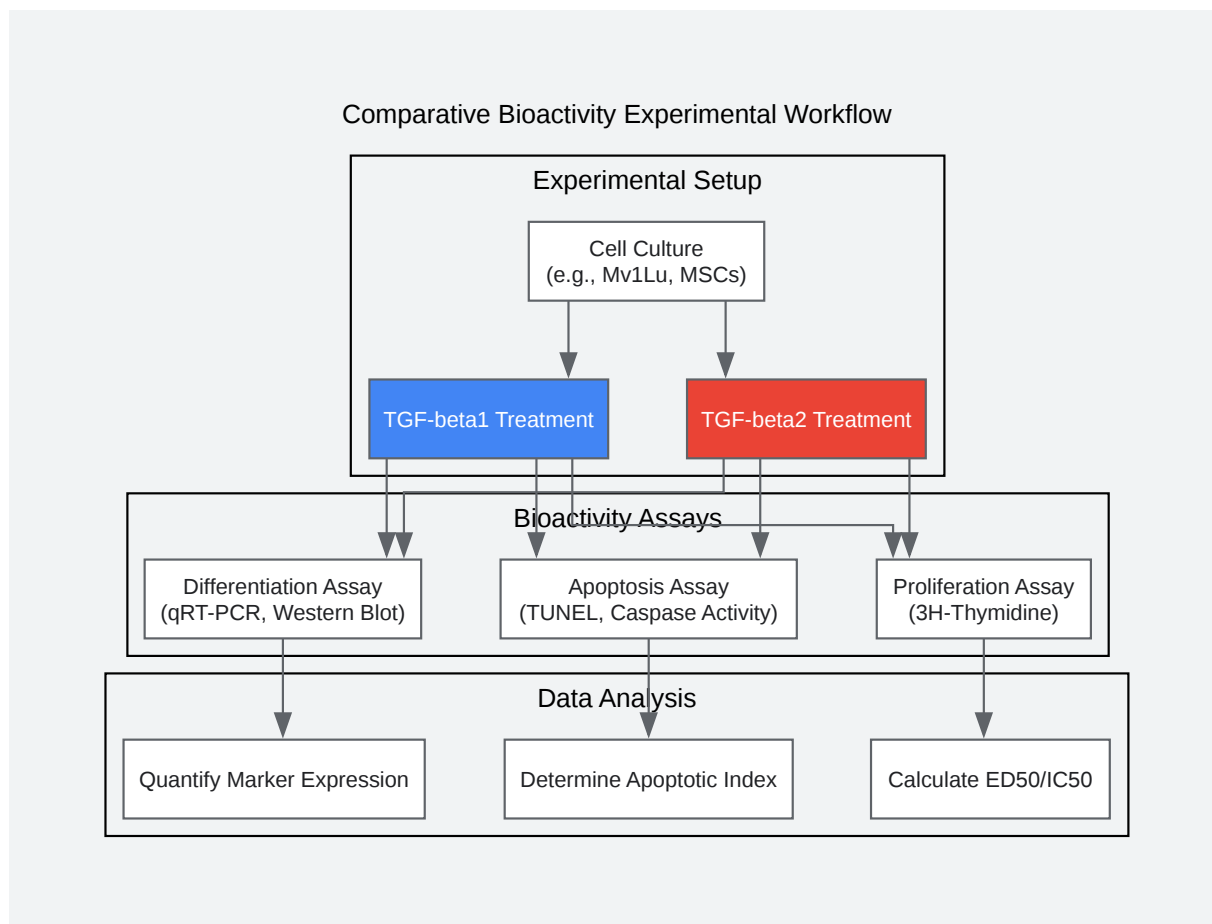 Comparative Bioactivity Experimental Workflow
Experimental Setup
Cell Culture
(e.g., Mv1Lu, MSCs)
TGF-beta1 Treatment
TGF-beta2 Treatment
Bioactivity Assays
Differentiation Assay
(qRT-PCR, Western Blot)
Apoptosis Assay
(TUNEL, Caspase Activity)
Proliferation Assay
(3H-Thymidine)
Data Analysis
Quantify Marker Expression
Determine Apoptotic Index
Calculate ED50/IC50